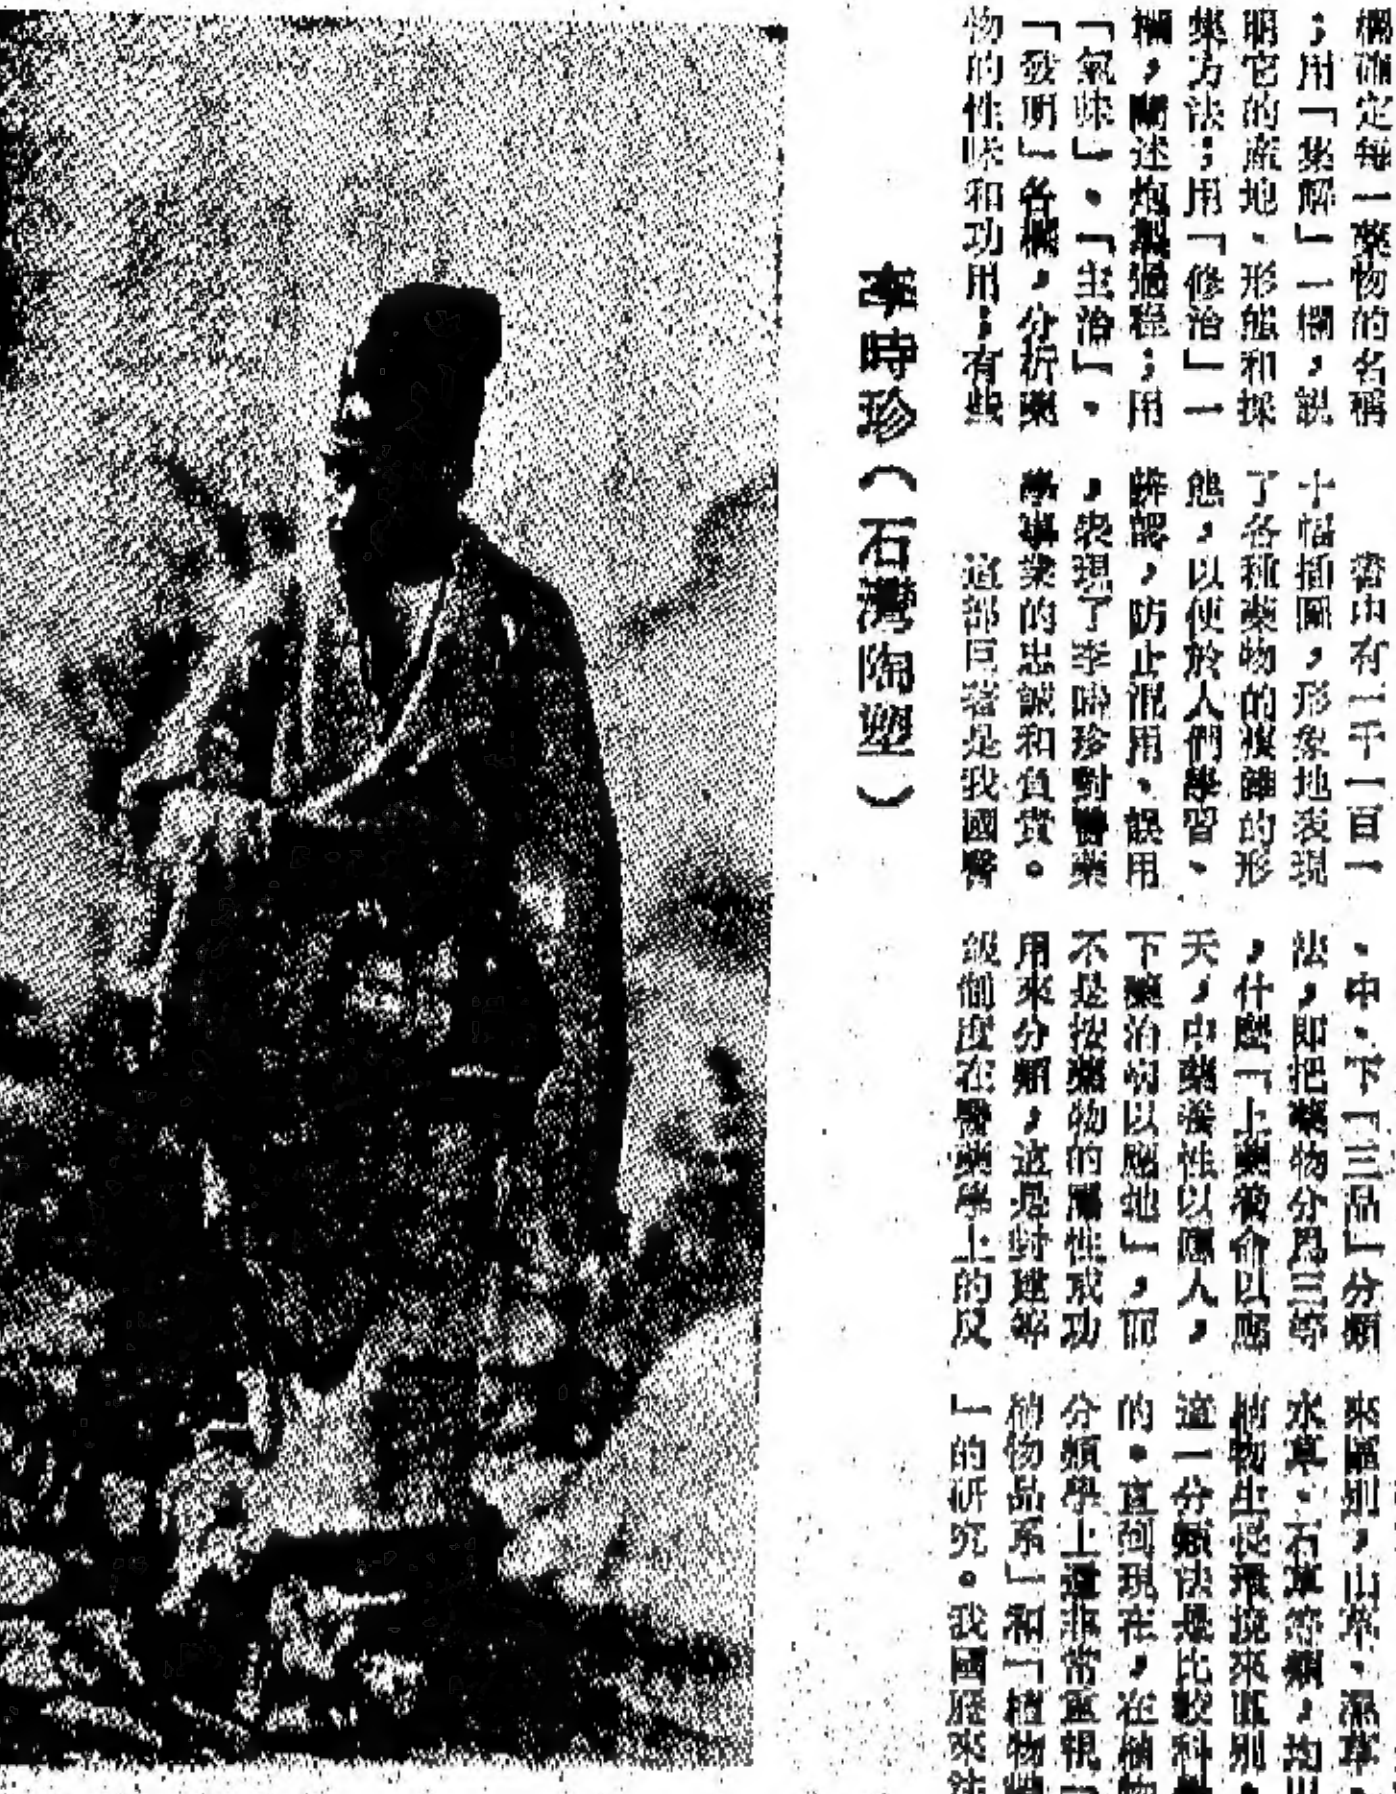 欄確定每一藥物的名稱
；用「集解」一欄，說
明它的產地、形態和採
集方法；用「修治」一
欄，闡述炮製過程；用
「氣味」、「主治」、
「發明」各欄，分析藥
物的性味和功用；有些
書中有一千一百一
十幅插圖，形象地表現
了各種藥物的複雜的形
態，以便於人們學習、
辨認，防止混用、誤用
，表現了李時珍對醫藥
學事業的忠誠和負責。
這部巨著是我國醫
、中、下「三品」分類
法，即把藥物分爲三等
，什麼「上藥養命以應
天，中藥養性以應人，
下藥治病以應地」，而
不是按藥物的屬性或功
用來分類，這是封建等
級制度在醫藥學上的反
來區別，山草、濕草、
水草、石草等類，均以
植物生長環境來區別。
這一分類法是比較科
的。直到現在，在植物
分類學上還非常重視「
植物品系」和「植物
」的研究。我國歷來
李時珍（石灣陶塑）